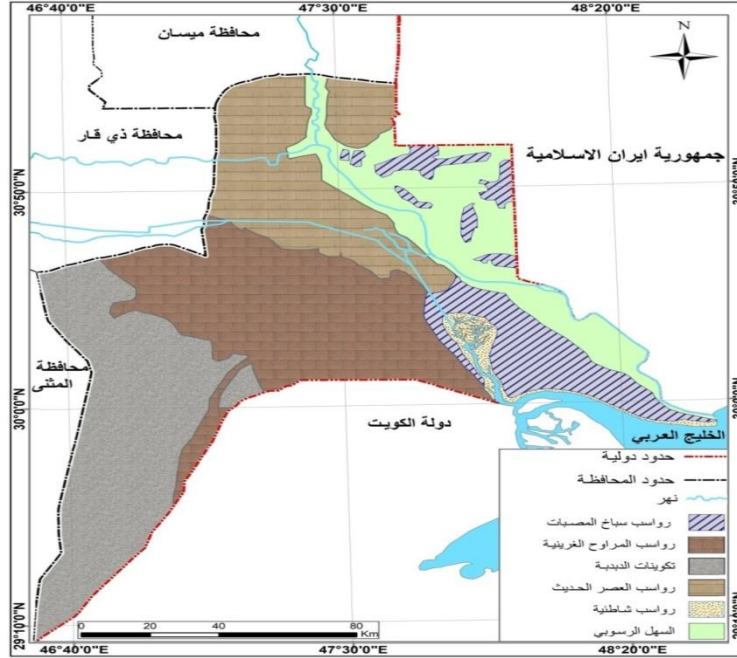 46°40'0"E 47°30'0"E 48°20'0"E
N
محافظة ميسان
محافظة ذي قار
جمهورية ايران الاسلامية
30°50'0"N
محافظة
المثنى
30°0'0"N
30°0'0"N
دولة الكويت
الخليج العربي
حدود دولية
حدود المحافظة
نهر
رواسب سباخ المصبات
رواسب المراوح الغرينية
تكوينات الدبدبة
رواسب العصر الحديث
رواسب شاطئية
السهل الرسوبي
29°10'0"N
0 20 40 80
Km
46°40'0"E 47°30'0"E 48°20'0"E